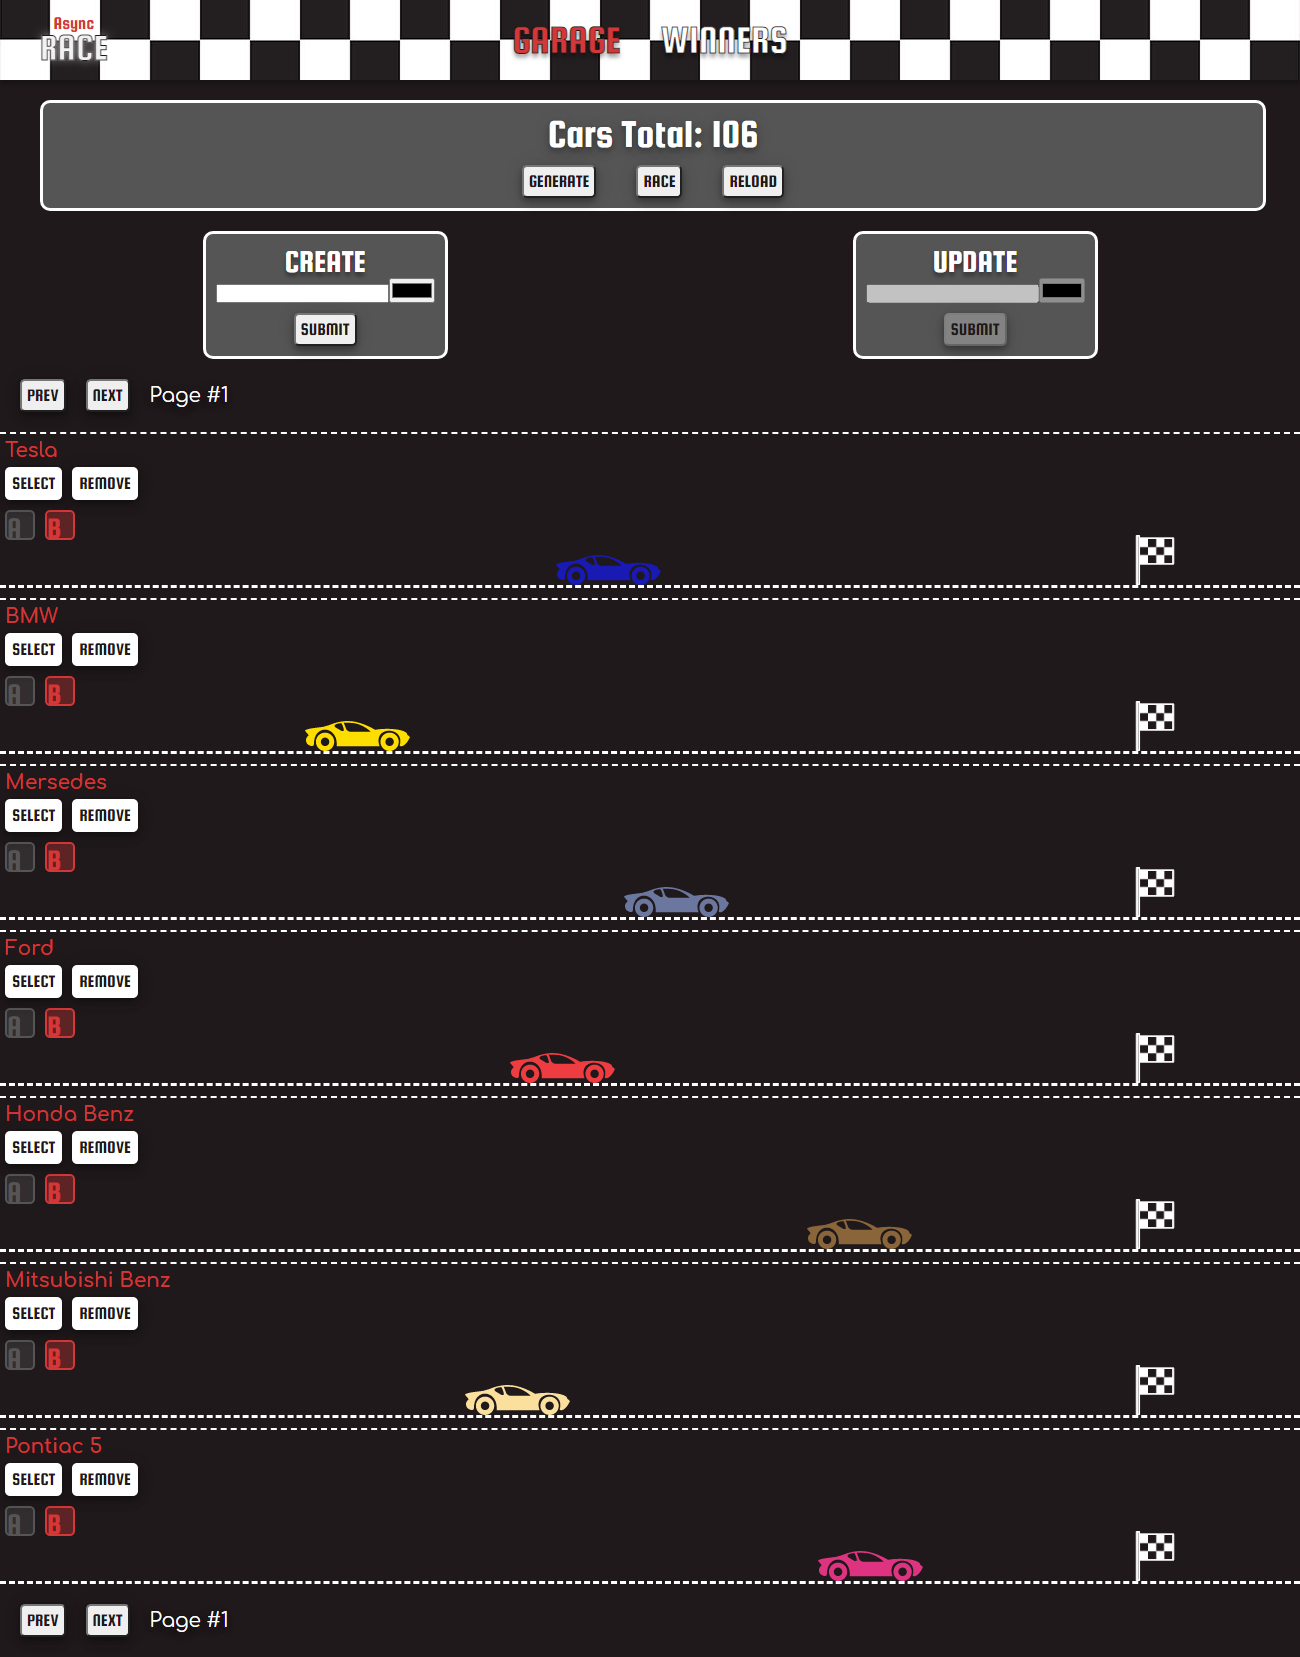 Async
RACE
GARAGE WINNERS
Cars Total: 106
GENERATE RACE RELOAD
CREATE
SUBMIT
UPDATE
SUBMIT
PREV NEXT Page #1
Tesla
SELECT REMOVE
A B
BMW
SELECT REMOVE
A B
Mersedes
SELECT REMOVE
A B
Ford
SELECT REMOVE
A B
Honda Benz
SELECT REMOVE
A B
Mitsubishi Benz
SELECT REMOVE
A B
Pontiac 5
SELECT REMOVE
A B
PREV NEXT Page #1